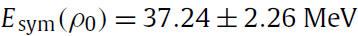 E_sym(ρ₀) = 37.24 ± 2.26 MeV